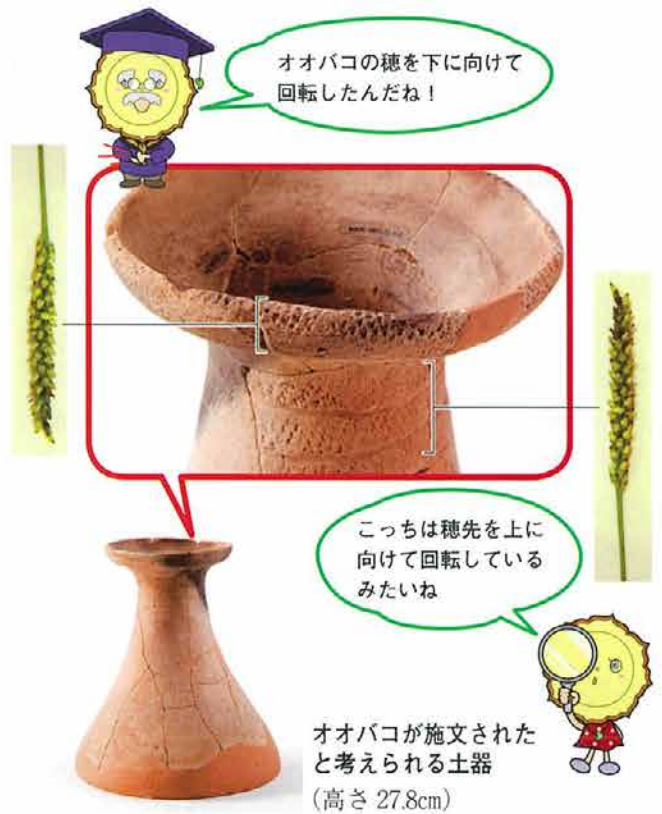 オオバコの穂を下に向けて
回転したんだね！
こっちは穂先を上に
向けて回転している
みたいね
オオバコが施文された
と考えられる土器
(高さ 27.8cm)